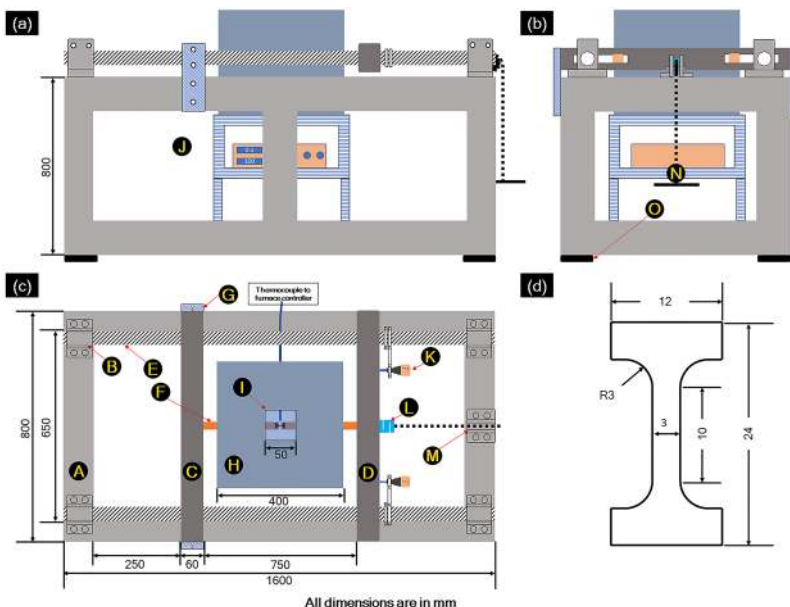 (a)
(b)
J
800
N
O
(c)
Thermocouple to
furnace controller
(d)
G
B
E
F
I
K
L
M
A
C
H
D
800
650
50
400
250
60
750
1600
12
R3
3
10
24
All dimensions are in mm